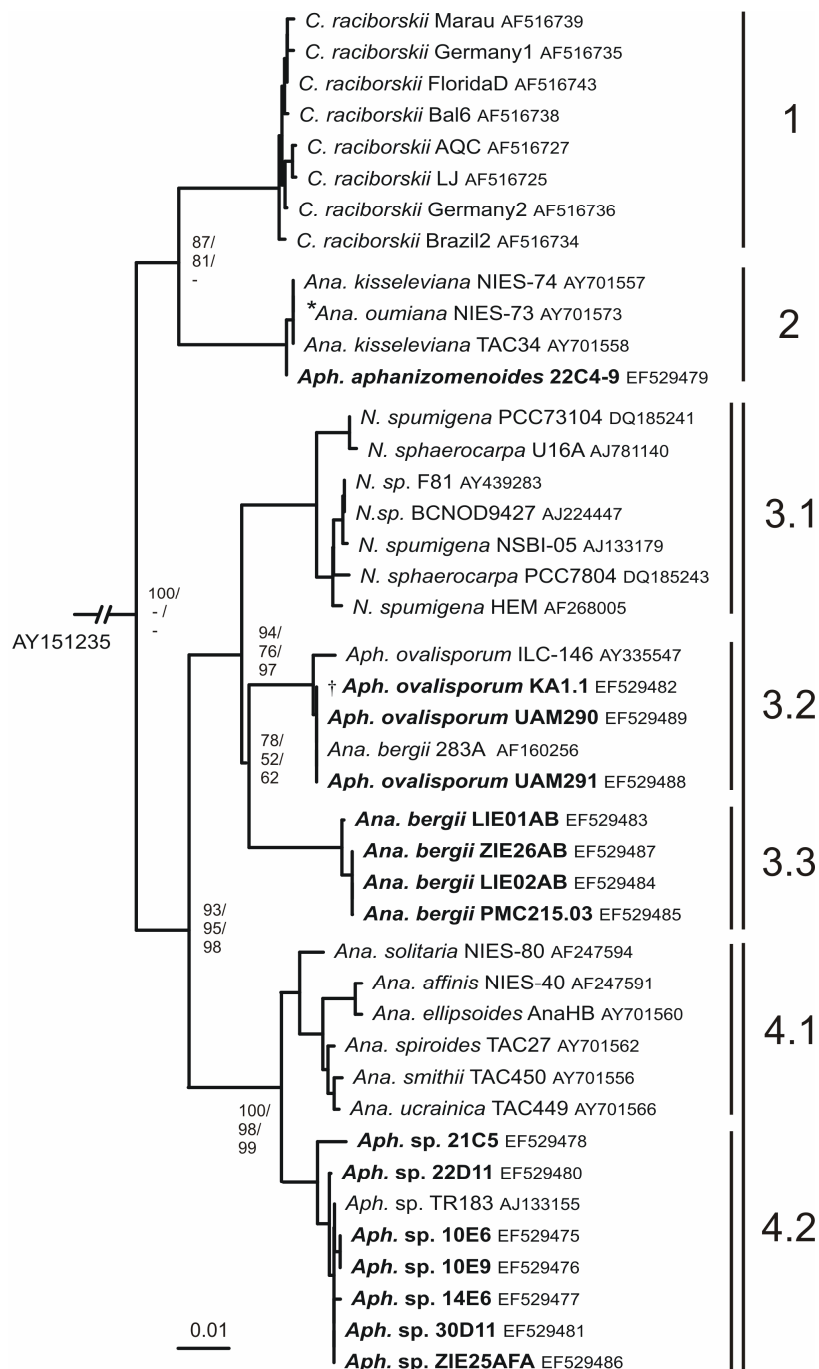 C. raciborskii Marau AF516739
C. raciborskii Germany1 AF516735
C. raciborskii FloridaD AF516743
C. raciborskii Bal6 AF516738
C. raciborskii AQC AF516727
C. raciborskii LJ AF516725
C. raciborskii Germany2 AF516736
C. raciborskii Brazil2 AF516734
1
87/
81/
-
Ana. kisseleviana NIES-74 AY701557
*Ana. oumiana NIES-73 AY701573
Ana. kisseleviana TAC34 AY701558
Aph. aphanizomenoides 22C4-9 EF529479
2
N. spumigena PCC73104 DQ185241
N. sphaerocarpa U16A AJ781140
N. sp. F81 AY439283
N.sp. BCNOD9427 AJ224447
N. spumigena NSBI-05 AJ133179
N. sphaerocarpa PCC7804 DQ185243
N. spumigena HEM AF268005
3.1
100/
- /
-
AY151235
94/
76/
97
Aph. ovalisporum ILC-146 AY335547
† Aph. ovalisporum KA1.1 EF529482
Aph. ovalisporum UAM290 EF529489
Ana. bergii 283A AF160256
Aph. ovalisporum UAM291 EF529488
3.2
78/
52/
62
Ana. bergii LIE01AB EF529483
Ana. bergii ZIE26AB EF529487
Ana. bergii LIE02AB EF529484
Ana. bergii PMC215.03 EF529485
3.3
93/
95/
98
Ana. solitaria NIES-80 AF247594
Ana. affinis NIES-40 AF247591
Ana. ellipsoides AnaHB AY701560
Ana. spiroides TAC27 AY701562
Ana. smithii TAC450 AY701556
Ana. ucrainica TAC449 AY701566
4.1
100/
98/
99
Aph. sp. 21C5 EF529478
Aph. sp. 22D11 EF529480
Aph. sp. TR183 AJ133155
Aph. sp. 10E6 EF529475
Aph. sp. 10E9 EF529476
Aph. sp. 14E6 EF529477
Aph. sp. 30D11 EF529481
Aph. sp. ZIE25AFA EF529486
4.2
0.01